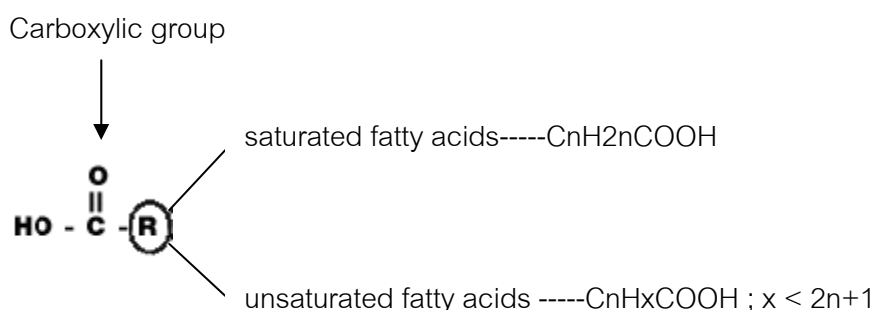 Carboxylic group
saturated fatty acids-----CnH2nCOOH
O
HO - C - R
unsaturated fatty acids -----CnHxCOOH ; x < 2n+1